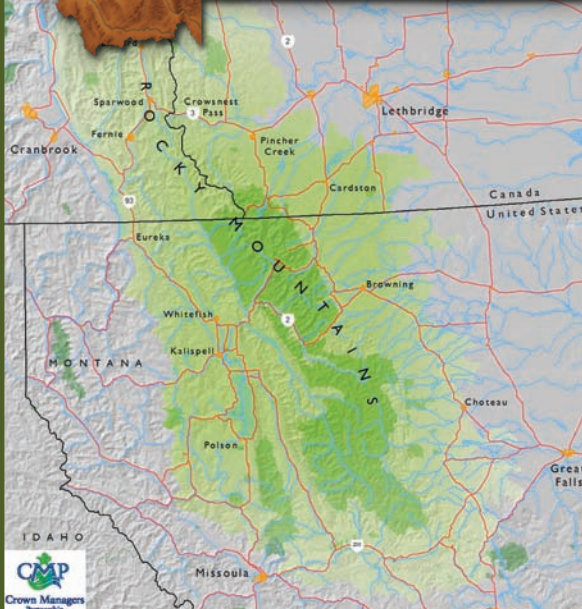 2
Sparwood
Crowsnest
Pass
3
Lethbridge
Fernie
Cranbrook
Pincher
Creek
Cardston
ROCKY MOUNTAINS
93
Canada
United States
Eureka
Browning
Whitefish
2
Kalispell
MONTANA
Choteau
Polson
Great
Falls
IDAHO
200
Missoula
CMP
Crown Managers
Partnership